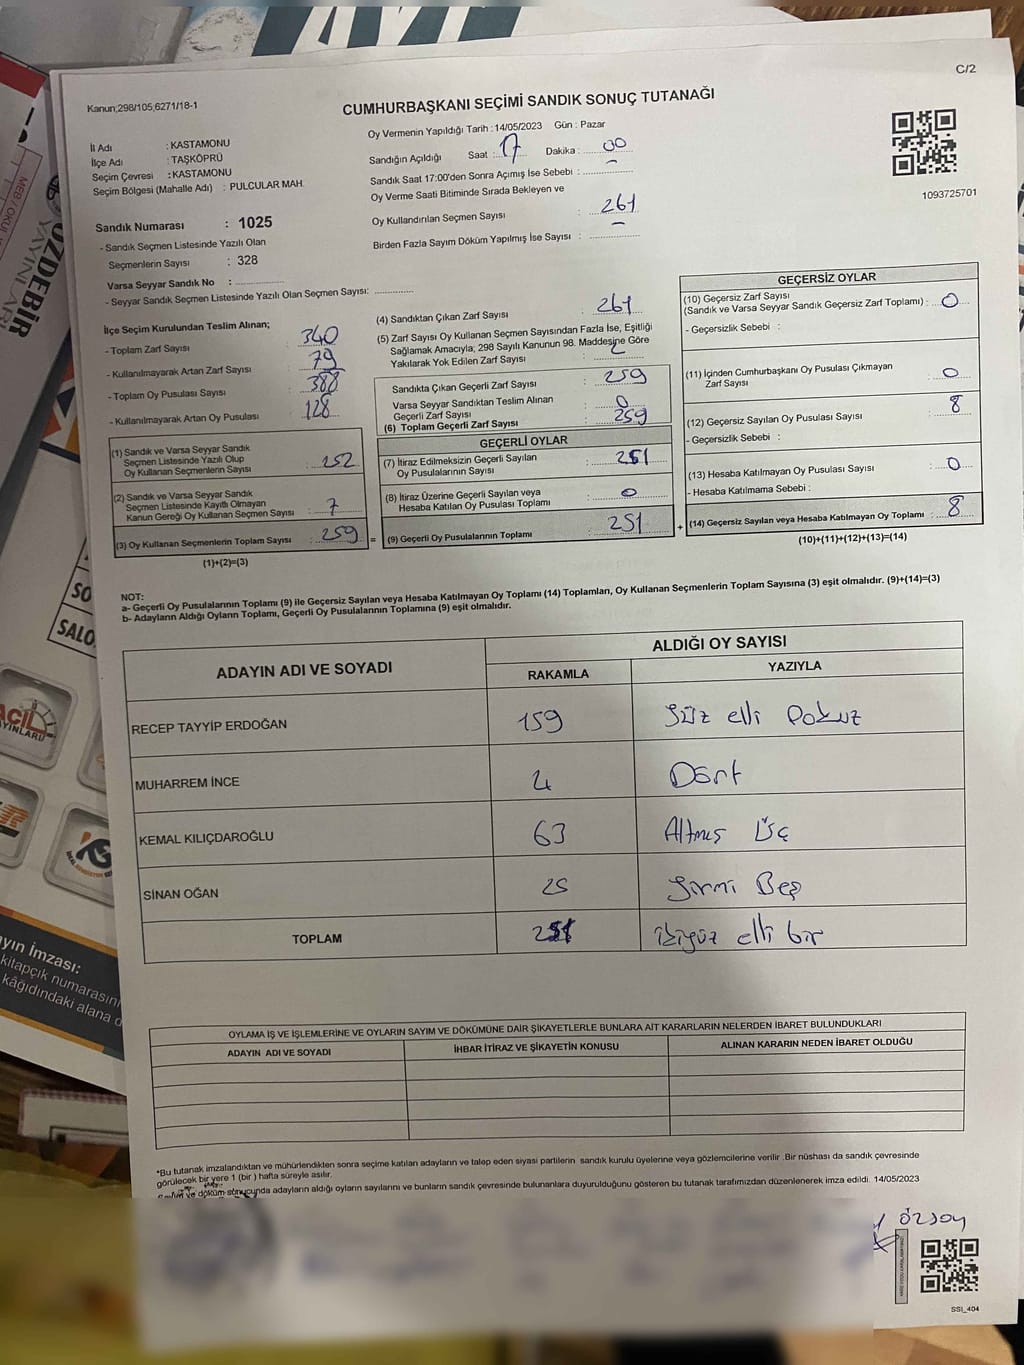 C/2
Kanun;298/105,6271/18-1
CUMHURBAŞKANI SEÇİMİ SANDIK SONUÇ TUTANAĞI
İl Adı : KASTAMONU
İlçe Adı : TAŞKÖPRÜ
Seçim Çevresi : KASTAMONU
Seçim Bölgesi (Mahalle Adı) : PULCULAR MAH.
Sandık Numarası : 1025
- Sandık Seçmen Listesinde Yazılı Olan
Seçmenlerin Sayısı : 328
Varsa Seyyar Sandık No :
- Seyyar Sandık Seçmen Listesinde Yazılı Olan Seçmen Sayısı:
Oy Vermenin Yapıldığı Tarih : 14/05/2023 Gün : Pazar
Sandığın Açıldığı Saat : 17 Dakika : 00
Sandık Saat 17:00'den Sonra Açımış İse Sebebi : -
Oy Verme Saati Bitiminde Sırada Bekleyen ve
Oy Kullandırılan Seçmen Sayısı : 261
Birden Fazla Sayım Döküm Yapılmış İse Sayısı : -
1093725701
İlçe Seçim Kurulundan Teslim Alınan;
- Toplam Zarf Sayısı : 340
- Kullanılmayarak Artan Zarf Sayısı : 79
- Toplam Oy Pusulası Sayısı : 388
- Kullanılmayarak Artan Oy Pusulası : 128
(1) Sandık ve Varsa Seyyar Sandık
Seçmen Listesinde Yazılı Olup
Oy Kullanan Seçmenlerin Sayısı : 252
(2) Sandık ve Varsa Seyyar Sandık
Seçmen Listesinde Kayıtlı Olmayan
Kanun Gereği Oy Kullanan Seçmen Sayısı : 7
(3) Oy Kullanan Seçmenlerin Toplam Sayısı : 259
(1)+(2)=(3)
(4) Sandıktan Çıkan Zarf Sayısı : 261
(5) Zarf Sayısı Oy Kullanan Seçmen Sayısından Fazla İse, Eşitliği
Sağlamak Amacıyla; 298 Sayılı Kanunun 98. Maddesine Göre
Yakılarak Yok Edilen Zarf Sayısı : 2
Sandıkta Çıkan Geçerli Zarf Sayısı : 259
Varsa Seyyar Sandıktan Teslim Alınan
Geçerli Zarf Sayısı : 0
(6) Toplam Geçerli Zarf Sayısı : 259
GEÇERLİ OYLAR
(7) İtiraz Edilmeksizin Geçerli Sayılan
Oy Pusulalarının Sayısı : 251
(8) İtiraz Üzerine Geçerli Sayılan veya
Hesaba Katılan Oy Pusulası Toplamı : 0
= (9) Geçerli Oy Pusulalarının Toplamı : 251
GEÇERSİZ OYLAR
(10) Geçersiz Zarf Sayısı
(Sandık ve Varsa Seyyar Sandık Geçersiz Zarf Toplamı) : 0
- Geçersizlik Sebebi :
(11) İçinden Cumhurbaşkanı Oy Pusulası Çıkmayan
Zarf Sayısı : 0
(12) Geçersiz Sayılan Oy Pusulası Sayısı : 8
- Geçersizlik Sebebi :
(13) Hesaba Katılmayan Oy Pusulası Sayısı : 0
- Hesaba Katılmama Sebebi :
+ (14) Geçersiz Sayılan veya Hesaba Katılmayan Oy Toplamı : 8
(10)+(11)+(12)+(13)=(14)
NOT:
a- Geçerli Oy Pusulalarının Toplamı (9) ile Geçersiz Sayılan veya Hesaba Katılmayan Oy Toplamı (14) Toplamları, Oy Kullanan Seçmenlerin Toplam Sayısına (3) eşit olmalıdır. (9)+(14)=(3)
b- Adayların Aldığı Oyların Toplamı, Geçerli Oy Pusulalarının Toplamına (9) eşit olmalıdır.
ADAYIN ADI VE SOYADI ALDIĞI OY SAYISI
RAKAMLA YAZIYLA
RECEP TAYYİP ERDOĞAN 159 Yüz elli Dokuz
MUHARREM İNCE 4 Dört
KEMAL KILIÇDAROĞLU 63 Altmış Üç
SİNAN OĞAN 25 Yirmi Beş
TOPLAM 251 ikiyüz elli bir
OYLAMA İŞ VE İŞLEMLERİNE VE OYLARIN SAYIM VE DÖKÜMÜNE DAİR ŞİKAYETLERLE BUNLARA AİT KARARLARIN NELERDEN İBARET BULUNDUKLARI
ADAYIN ADI VE SOYADI İHBAR İTİRAZ VE ŞİKAYETİN KONUSU ALINAN KARARIN NEDEN İBARET OLDUĞU
*Bu tutanak imzalandıktan ve mühürlendikten sonra seçime katılan adayların ve talep eden siyasi partilerin sandık kurulu üyelerine veya gözlemcilerine verilir .Bir nüshası da sandık çevresinde
görülecek bir yere 1 (bir ) hafta süreyle asılır.
ve döküm sonucunda adayların aldığı oyların sayılarını ve bunların sandık çevresinde bulunanlara duyurulduğunu gösteren bu tutanak tarafımızdan düzenlenerek imza edildi. 14/05/2023
ÖZSOY
SSI_404
ÖZDEBİR
YAYINLARI
MEB / OKUL
SO
SALO
AÇIL
YAYINLARI
yın İmzası:
kitapçık numarasını
kâğıdındaki alana